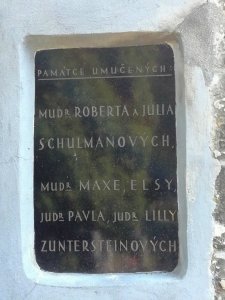 PAMÁTCE UMUČENÝCH
MUDR ROBERTA A JULIA
SCHULMANOVÝCH,
MUDR MAXE, ELSY,
JUDR PAVLA, JUDR LILLY
ZUNTERSTEINOVÝCH